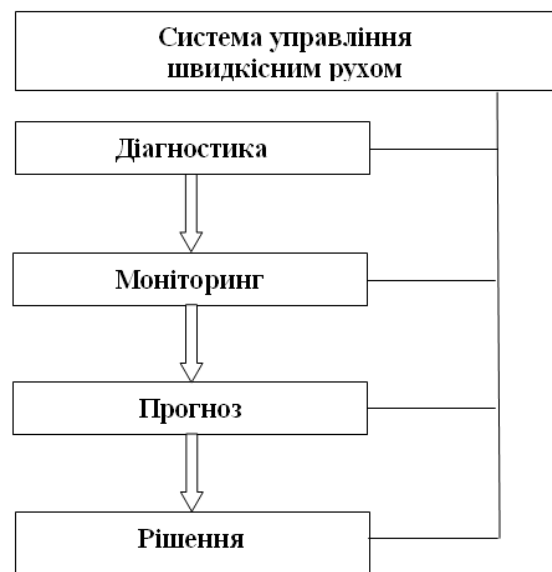 Система управління
швидкісним рухом
Діагностика
Моніторинг
Прогноз
Рішення